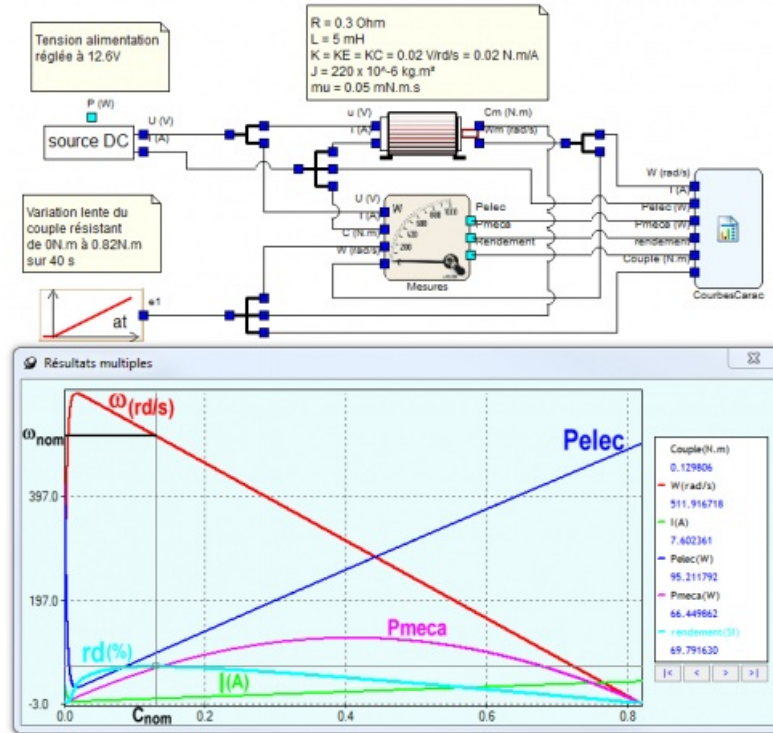 Tension alimentation
réglée à 12.6V
R = 0.3 Ohm
L = 5 mH
K = KE = KC = 0.02 V/rd/s = 0.02 N.m/A
J = 220 x 10^-6 kg.m²
mu = 0.05 mN.m.s
P (W)
source DC
U (V)
I (A)
u (V)
I (A)
Cm (N.m)
Wm (rad/s)
Variation lente du
couple résistant
de 0N.m à 0.82N.m
sur 40 s
at
e1
U (V)
I (A)
C (N.m)
W (rad/s)
W
200
600
800
1000
Mesures
Pelec
Pmeca
Rendement
W (rad/s)
I (A)
Pelec (W)
Pmeca (W)
rendement
Couple (N.m)
CourbesCarac
Résultats multiples
ω(rd/s)
ωnom
Pelec
397.0
197.0
-3.0
rd(%)
Pmeca
I(A)
0.0
Cnom
0.2
0.4
0.6
0.8
Couple(N.m)
0.129806
W(rad/s)
511.916718
I(A)
7.602361
Pelec(W)
95.211792
Pmeca(W)
66.449862
rendement(SI)
69.791630
|< < > >|